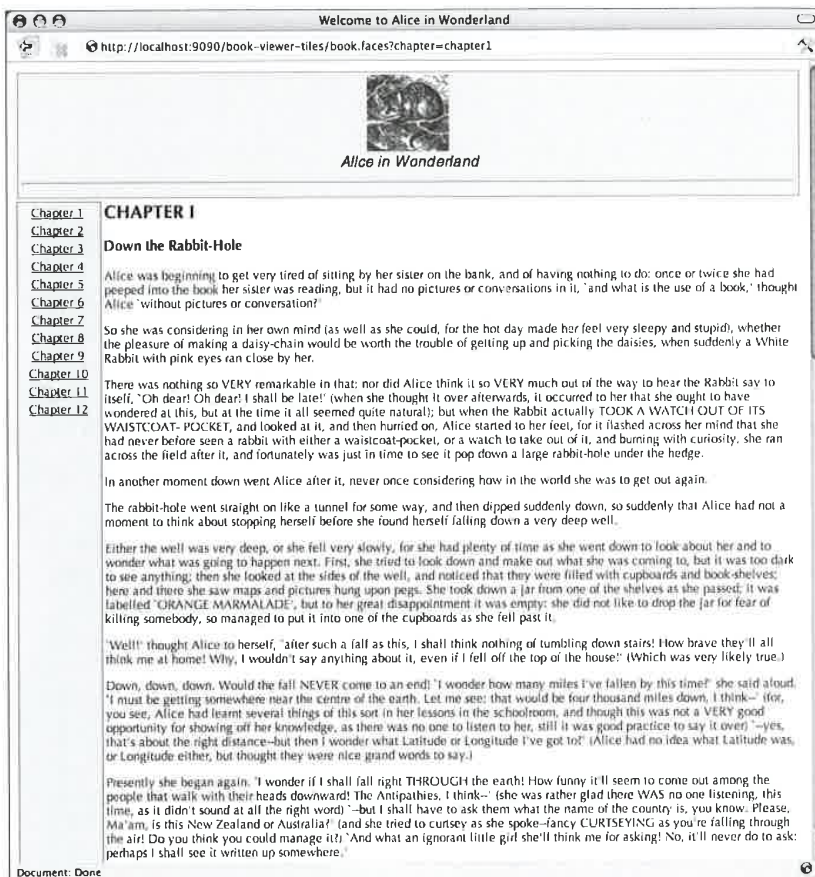 Welcome to Alice in Wonderland
http://localhost:9090/book-viewer-tiles/book.faces?chapter=chapter1
Alice in Wonderland
Chapter 1
Chapter 2
Chapter 3
Chapter 4
Chapter 5
Chapter 6
Chapter 7
Chapter 8
Chapter 9
Chapter 10
Chapter 11
Chapter 12
CHAPTER I
Down the Rabbit-Hole
Alice was beginning to get very tired of sitting by her sister on the bank, and of having nothing to do: once or twice she had
peeped into the book her sister was reading, but it had no pictures or conversations in it, `and what is the use of a book,' thought
Alice `without pictures or conversation?'
So she was considering in her own mind (as well as she could, for the hot day made her feel very sleepy and stupid), whether
the pleasure of making a daisy-chain would be worth the trouble of getting up and picking the daisies, when suddenly a White
Rabbit with pink eyes ran close by her.
There was nothing so VERY remarkable in that; nor did Alice think it so VERY much out of the way to hear the Rabbit say to
itself, `Oh dear! Oh dear! I shall be late!' (when she thought it over afterwards, it occurred to her that she ought to have
wondered at this, but at the time it all seemed quite natural); but when the Rabbit actually TOOK A WATCH OUT OF ITS
WAISTCOAT- POCKET, and looked at it, and then hurried on, Alice started to her feet, for it flashed across her mind that she
had never before seen a rabbit with either a waistcoat-pocket, or a watch to take out of it, and burning with curiosity, she ran
across the field after it, and fortunately was just in time to see it pop down a large rabbit-hole under the hedge.
In another moment down went Alice after it, never once considering how in the world she was to get out again.
The rabbit-hole went straight on like a tunnel for some way, and then dipped suddenly down, so suddenly that Alice had not a
moment to think about stopping herself before she found herself falling down a very deep well.
Either the well was very deep, or she fell very slowly, for she had plenty of time as she went down to look about her and to
wonder what was going to happen next. First, she tried to look down and make out what she was coming to, but it was too dark
to see anything; then she looked at the sides of the well, and noticed that they were filled with cupboards and book-shelves;
here and there she saw maps and pictures hung upon pegs. She took down a jar from one of the shelves as she passed; it was
labelled `ORANGE MARMALADE', but to her great disappointment it was empty: she did not like to drop the jar for fear of
killing somebody, so managed to put it into one of the cupboards as she fell past it.
`Well!' thought Alice to herself, `after such a fall as this, I shall think nothing of tumbling down stairs! How brave they'll all
think me at home! Why, I wouldn't say anything about it, even if I fell off the top of the house!' (Which was very likely true.)
Down, down, down. Would the fall NEVER come to an end! `I wonder how many miles I've fallen by this time?' she said aloud.
`I must be getting somewhere near the centre of the earth. Let me see: that would be four thousand miles down, I think--' (for,
you see, Alice had learnt several things of this sort in her lessons in the schoolroom, and though this was not a VERY good
opportunity for showing off her knowledge, as there was no one to listen to her, still it was good practice to say it over) `--yes,
that's about the right distance--but then I wonder what Latitude or Longitude I've got to?' (Alice had no idea what Latitude was,
or Longitude either, but thought they were nice grand words to say.)
Presently she began again. `I wonder if I shall fall right THROUGH the earth! How funny it'll seem to come out among the
people that walk with their heads downward! The Antipathies, I think--' (she was rather glad there WAS no one listening, this
time, as it didn't sound at all the right word) `--but I shall have to ask them what the name of the country is, you know. Please,
Ma'am, is this New Zealand or Australia?' (and she tried to curtsey as she spoke--fancy CURTSEYING as you're falling through
the air! Do you think you could manage it?) `And what an ignorant little girl she'll think me for asking! No, it'll never do to ask:
perhaps I shall see it written up somewhere.'
Document: Done